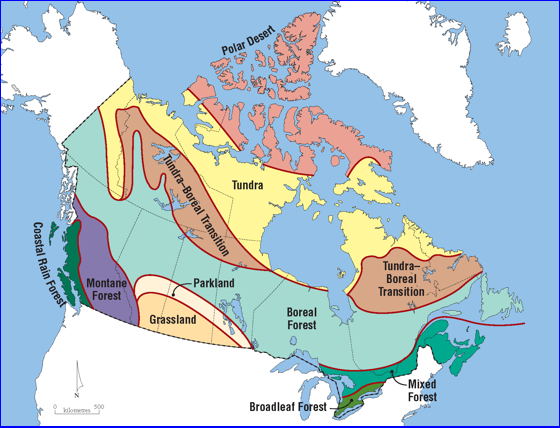 Polar Desert
Tundra
Tundra–Boreal Transition
Tundra–
Boreal
Transition
Coastal Rain Forest
Montane
Forest
Parkland
Grassland
Boreal
Forest
Mixed
Forest
Broadleaf Forest
N
0 500
kilometres